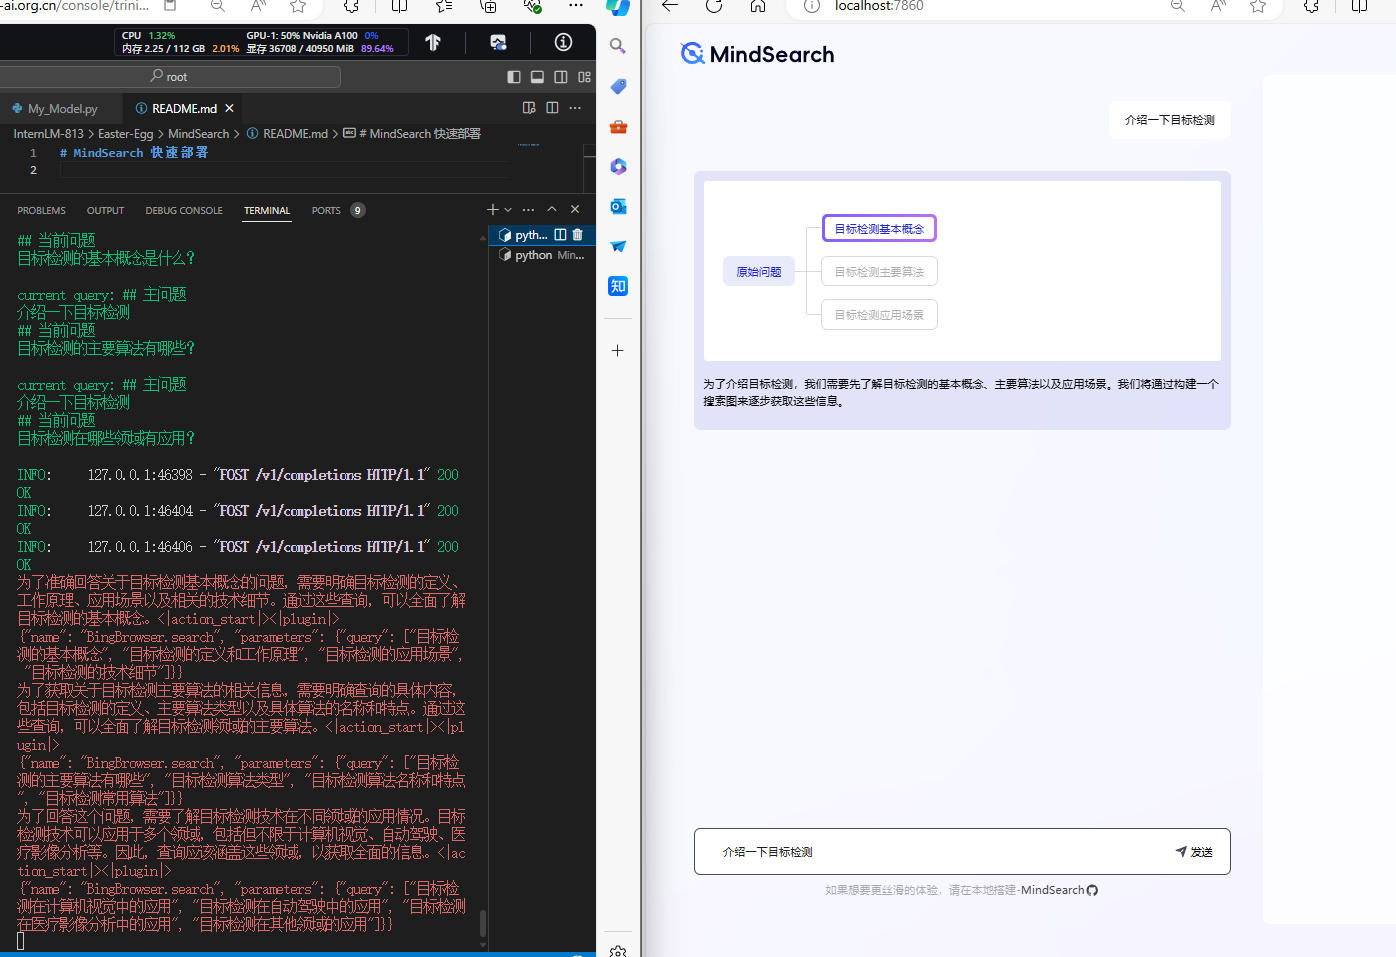 -ai.org.cn/console/trini...
CPU 1.32%
GPU-1: 50% Nvidia A100 0%
内存 2.25 / 112 GB 2.01%
显存 36708 / 40950 MiB 89.64%
root
My_Model.py
README.md
InternLM-813 > Easter-Egg > MindSearch > README.md > # MindSearch 快速部署
1 # MindSearch 快速部署
2
PROBLEMS OUTPUT DEBUG CONSOLE TERMINAL PORTS 9
pyth...
python Min...
## 当前问题
目标检测的基本概念是什么?
current query: ## 主问题
介绍一下目标检测
## 当前问题
目标检测的主要算法有哪些?
current query: ## 主问题
介绍一下目标检测
## 当前问题
目标检测在哪些领域有应用?
INFO: 127.0.0.1:46398 - "POST /v1/completions HTTP/1.1" 200
OK
INFO: 127.0.0.1:46404 - "POST /v1/completions HTTP/1.1" 200
OK
INFO: 127.0.0.1:46406 - "POST /v1/completions HTTP/1.1" 200
OK
为了准确回答关于目标检测基本概念的问题, 需要明确目标检测的定义、
工作原理、应用场景以及相关的技术细节。通过这些查询, 可以全面了解
目标检测的基本概念。<|action_start|><|plugin|>
{"name": "BingBrowser.search", "parameters": {"query": ["目标检
测的基本概念", "目标检测的定义和工作原理", "目标检测的应用场景",
"目标检测的技术细节"]}}
为了获取关于目标检测主要算法的相关信息, 需要明确查询的具体内容,
包括目标检测的定义、主要算法类型以及具体算法的名称和特点。通过这
些查询, 可以全面了解目标检测领域的主要算法。<|action_start|><|pl
ugin|>
{"name": "BingBrowser.search", "parameters": {"query": ["目标检
测的主要算法有哪些", "目标检测算法类型", "目标检测算法名称和特点
", "目标检测常用算法"]}}
为了回答这个问题, 需要了解目标检测技术在不同领域的应用情况。目标
检测技术可以应用于多个领域, 包括但不限于计算机视觉、自动驾驶、医
疗影像分析等。因此, 查询应该涵盖这些领域, 以获取全面的信息。<|ac
tion_start|><|plugin|>
{"name": "BingBrowser.search", "parameters": {"query": ["目标检
测在计算机视觉中的应用", "目标检测在自动驾驶中的应用", "目标检测
在医疗影像分析中的应用", "目标检测在其他领域的应用"]}}
知
localhost:7860
MindSearch
介绍一下目标检测
目标检测基本概念
原始问题
目标检测主要算法
目标检测应用场景
为了介绍目标检测，我们需要先了解目标检测的基本概念、主要算法以及应用场景。我们将通过构建一个
搜索图来逐步获取这些信息。
介绍一下目标检测
发送
如果想要更丝滑的体验，请在本地搭建-MindSearch